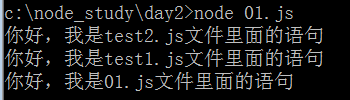 c:\node_study\day2>node 01.js
你好，我是test2.js文件里面的语句
你好，我是test1.js文件里面的语句
你好，我是01.js文件里面的语句